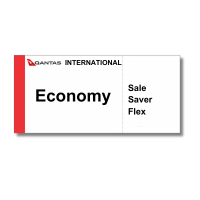 QANTAS INTERNATIONAL
Economy
Sale
Saver
Flex